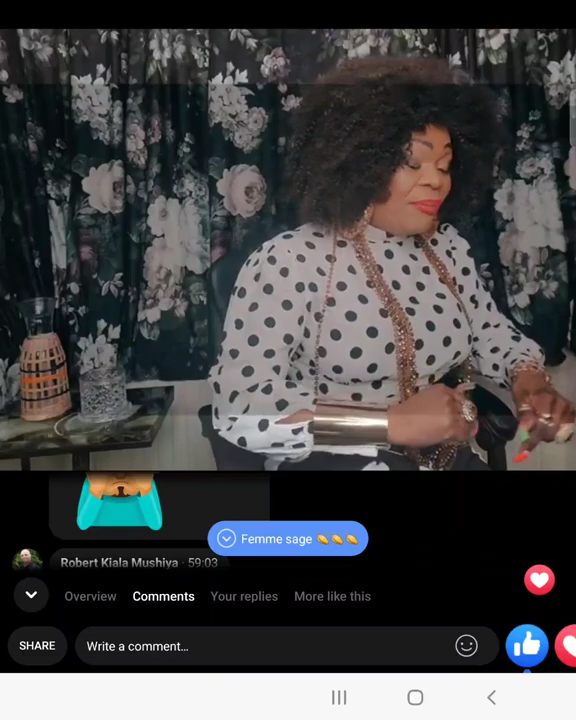 Femme sage
Robert Kiala Mushiya · 59:03
Overview Comments Your replies More like this
SHARE Write a comment...